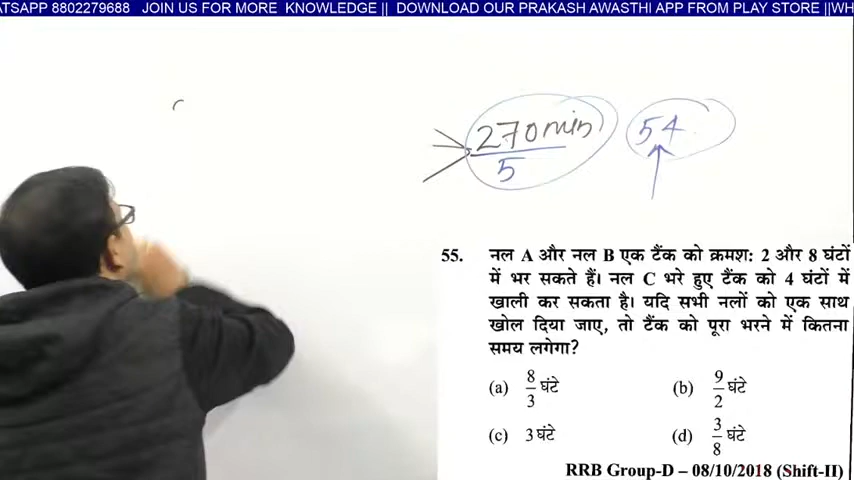 ATSAPP 8802279688 JOIN US FOR MORE KNOWLEDGE || DOWNLOAD OUR PRAKASH AWASTHI APP FROM PLAY STORE ||WH
270min
5
54
55. नल A और नल B एक टैंक को क्रमश: 2 और 8 घंटों
में भर सकते हैं। नल C भरे हुए टैंक को 4 घंटों में
खाली कर सकता है। यदि सभी नलों को एक साथ
खोल दिया जाए, तो टैंक को पूरा भरने में कितना
समय लगेगा?
(a) 8/3 घंटे (b) 9/2 घंटे
(c) 3 घंटे (d) 3/8 घंटे
RRB Group-D – 08/10/2018 (Shift-II)